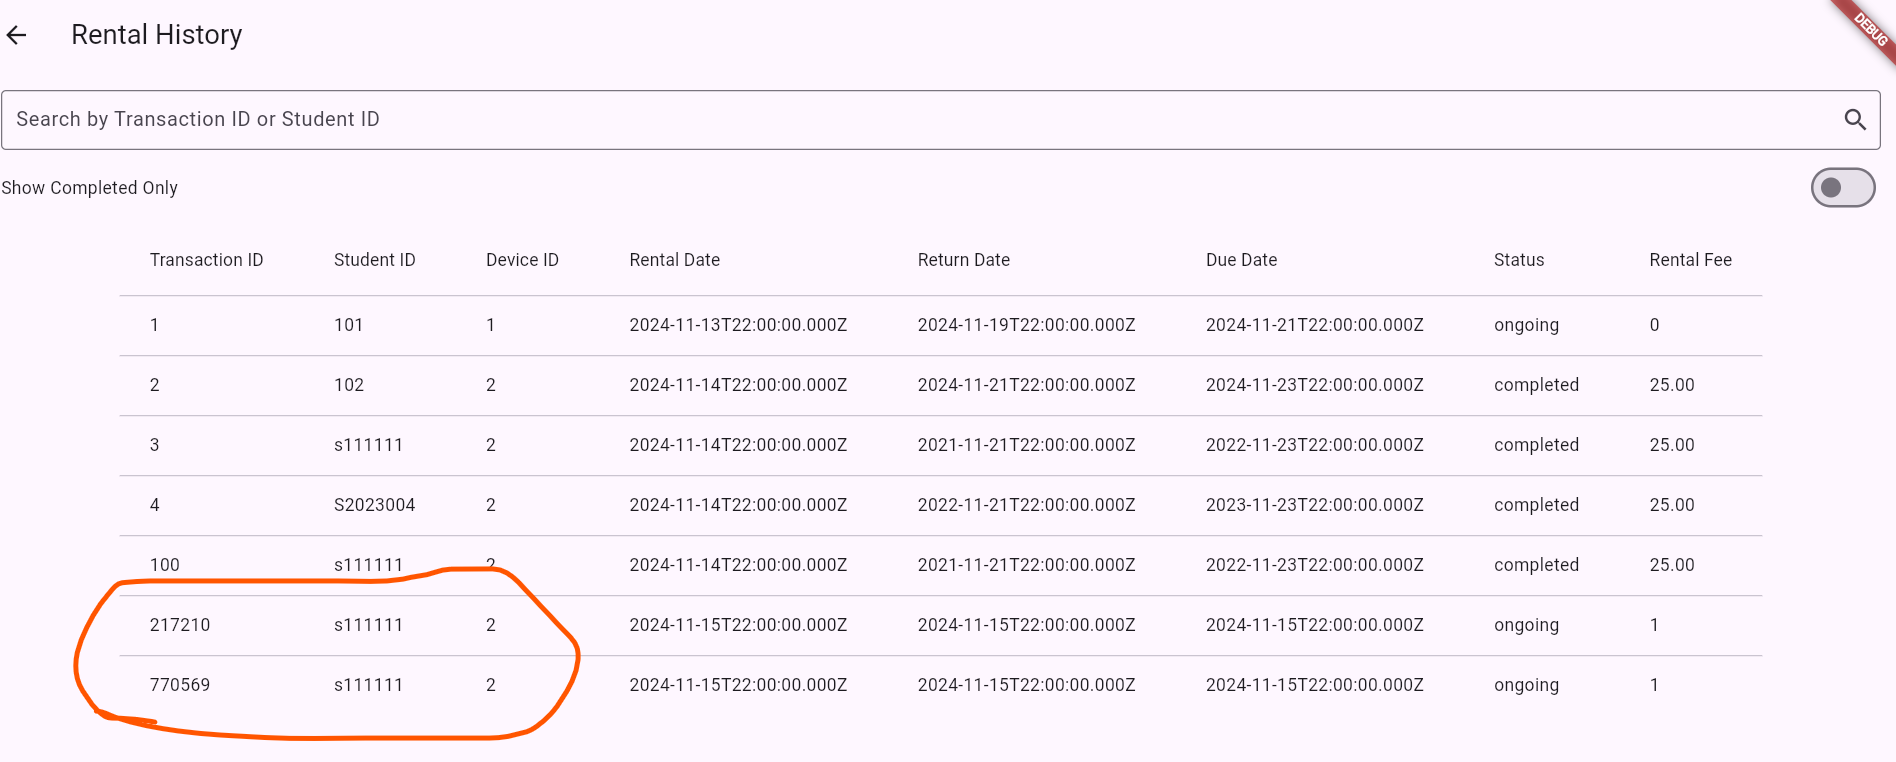 Rental History
DEBUG
Search by Transaction ID or Student ID
Show Completed Only
Transaction ID Student ID Device ID Rental Date Return Date Due Date Status Rental Fee
1 101 1 2024-11-13T22:00:00.000Z 2024-11-19T22:00:00.000Z 2024-11-21T22:00:00.000Z ongoing 0
2 102 2 2024-11-14T22:00:00.000Z 2024-11-21T22:00:00.000Z 2024-11-23T22:00:00.000Z completed 25.00
3 s111111 2 2024-11-14T22:00:00.000Z 2021-11-21T22:00:00.000Z 2022-11-23T22:00:00.000Z completed 25.00
4 S2023004 2 2024-11-14T22:00:00.000Z 2022-11-21T22:00:00.000Z 2023-11-23T22:00:00.000Z completed 25.00
100 s111111 2 2024-11-14T22:00:00.000Z 2021-11-21T22:00:00.000Z 2022-11-23T22:00:00.000Z completed 25.00
217210 s111111 2 2024-11-15T22:00:00.000Z 2024-11-15T22:00:00.000Z 2024-11-15T22:00:00.000Z ongoing 1
770569 s111111 2 2024-11-15T22:00:00.000Z 2024-11-15T22:00:00.000Z 2024-11-15T22:00:00.000Z ongoing 1